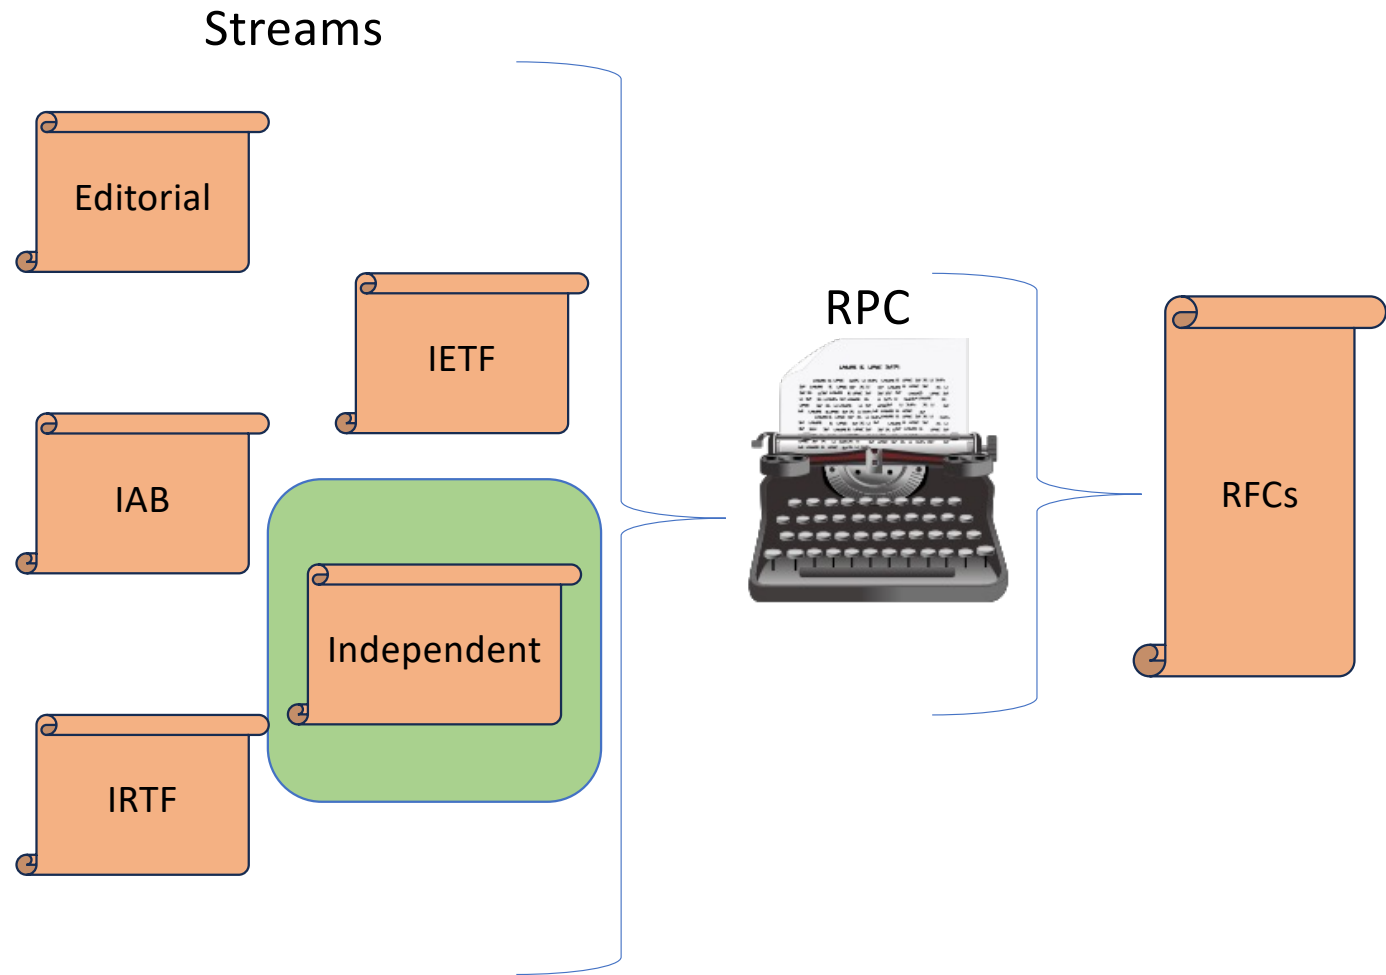 Streams
Editorial
IETF
IAB
Independent
IRTF
RPC
RFCs